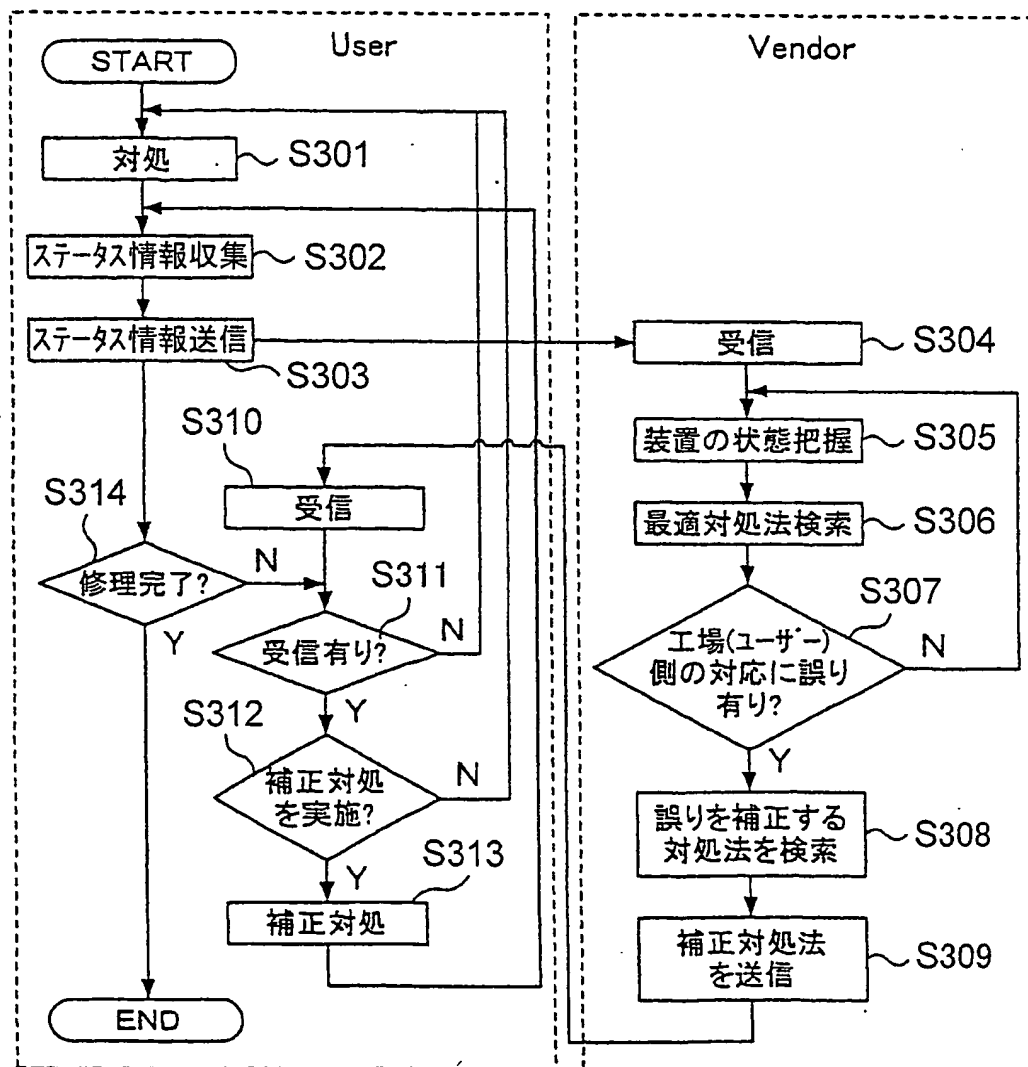 User
START
対処
S301
ステータス情報収集
S302
ステータス情報送信
S303
S310
受信
S314
修理完了?
N
Y
S311
受信有り?
N
Y
S312
補正対処
を実施?
N
Y
S313
補正対処
END
Vendor
受信
S304
装置の状態把握
S305
最適対処法検索
S306
S307
工場(ユーザー)
側の対応に誤り
有り?
N
Y
誤りを補正する
対処法を検索
S308
補正対処法
を送信
S309